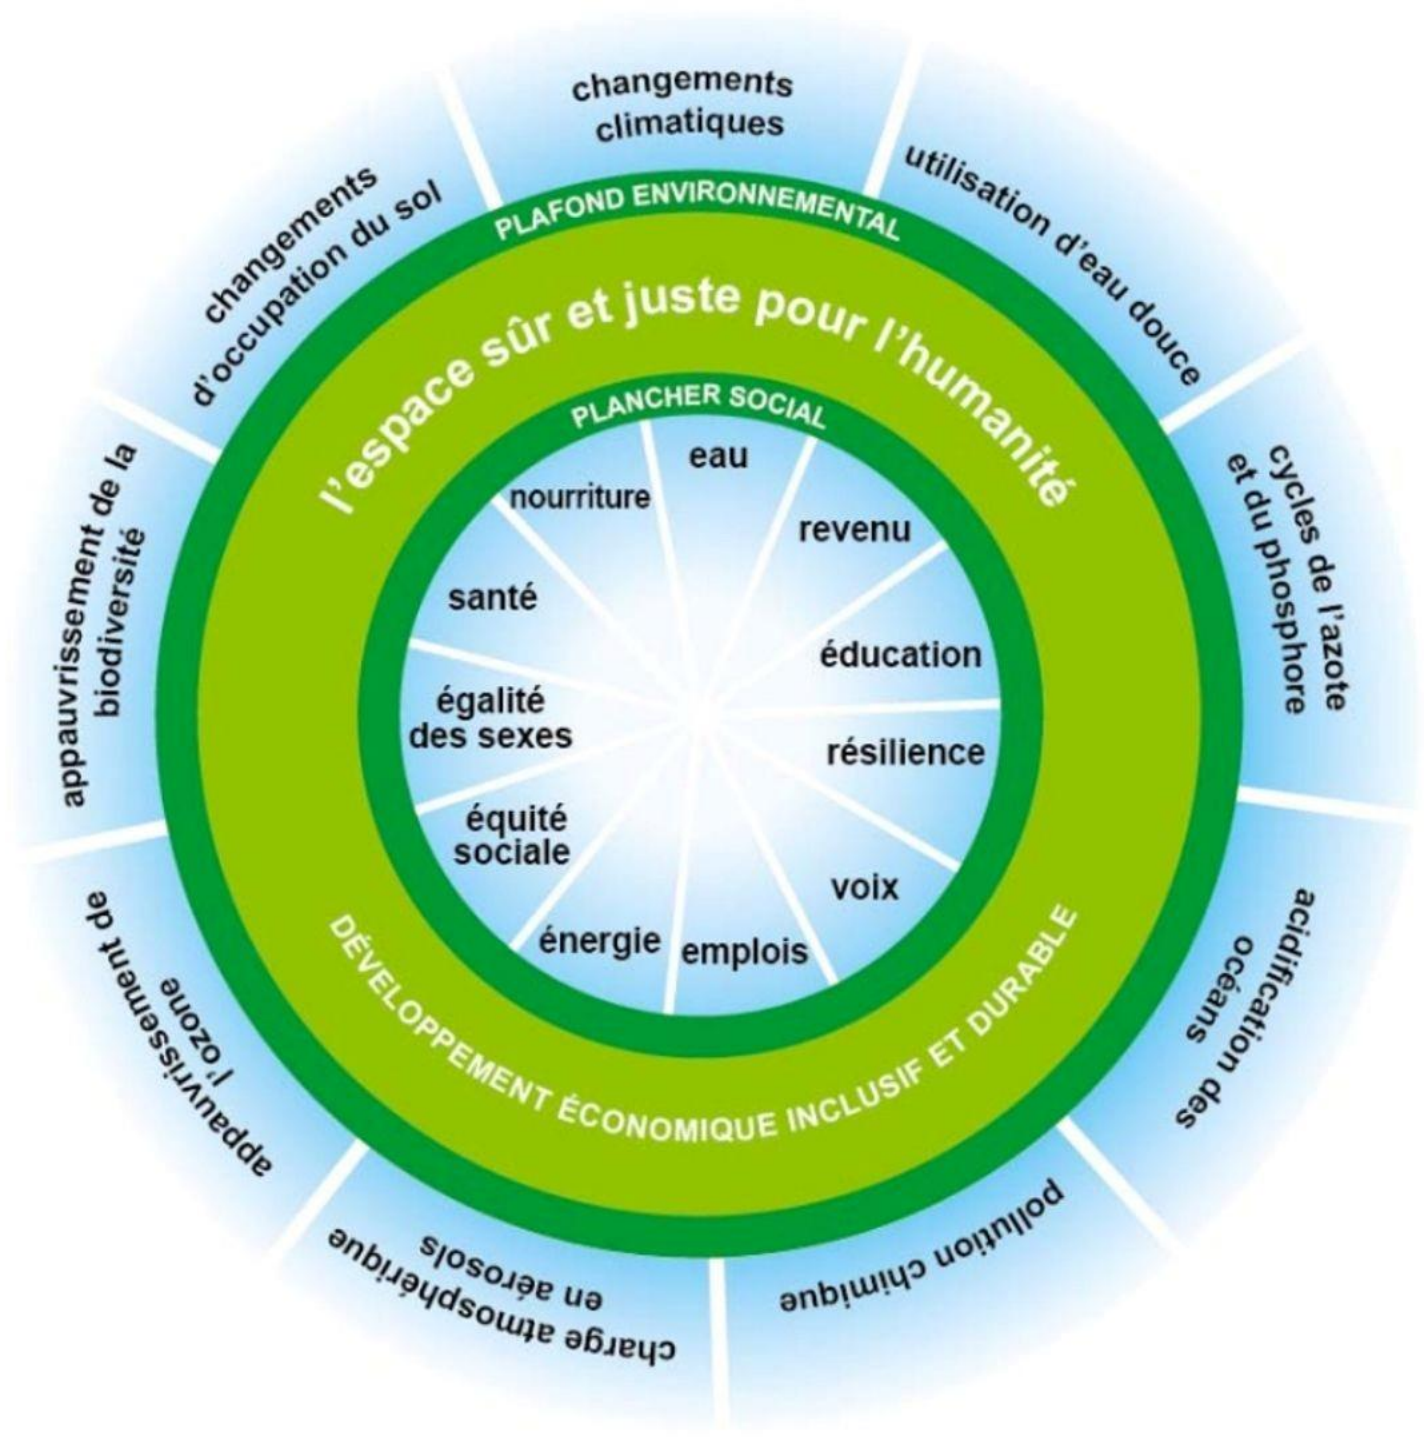 changements
climatiques
utilisation d'eau douce
cycles de l'azote
et du phosphore
acidification des
océans
pollution chimique
charge atmosphérique
en aérosols
appauvrissement de
l'ozone
appauvrissement de la
biodiversité
changements
d'occupation du sol
PLAFOND ENVIRONNEMENTAL
l'espace sûr et juste pour l'humanité
PLANCHER SOCIAL
eau
revenu
éducation
résilience
voix
emplois
énergie
équité
sociale
égalité
des sexes
santé
nourriture
DÉVELOPPEMENT ÉCONOMIQUE INCLUSIF ET DURABLE